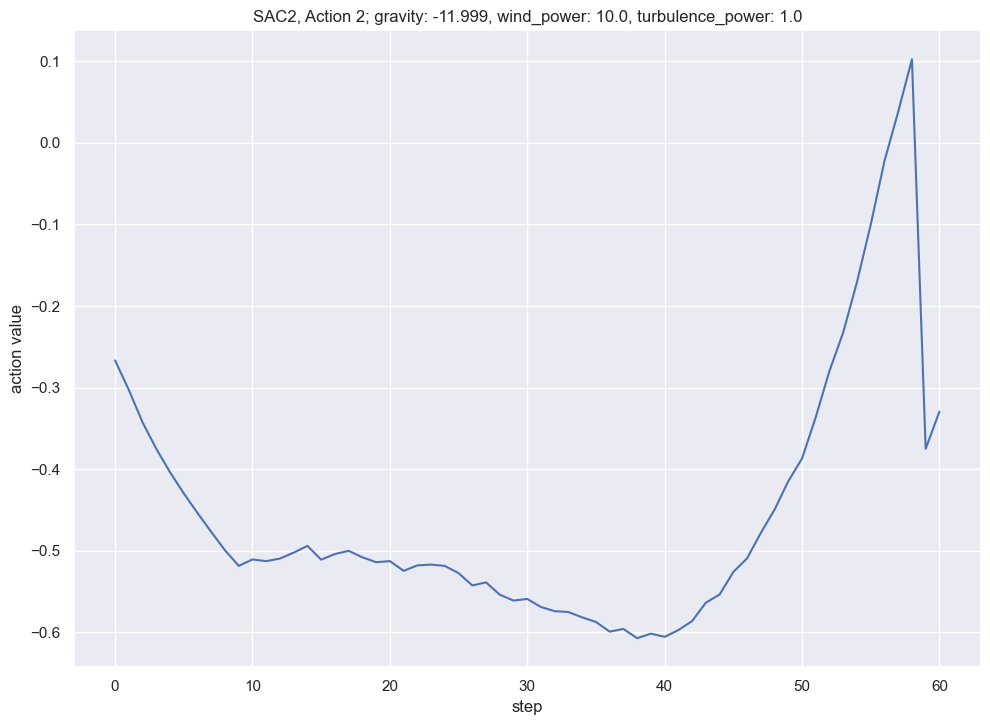 SAC2, Action 2; gravity: -11.999, wind_power: 10.0, turbulence_power: 1.0
action value
0.1
0.0
−0.1
−0.2
−0.3
−0.4
−0.5
−0.6
0 10 20 30 40 50 60
step